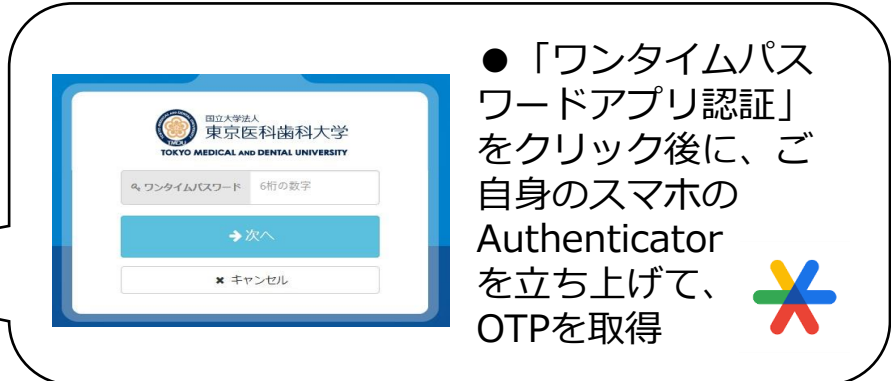 国立大学法人
東京医科歯科大学
TOKYO MEDICAL AND DENTAL UNIVERSITY
ワンタイムパスワード 6桁の数字
次へ
キャンセル
●「ワンタイムパス
ワードアプリ認証」
をクリック後に、ご
自身のスマホの
Authenticator
を立ち上げて、
OTPを取得